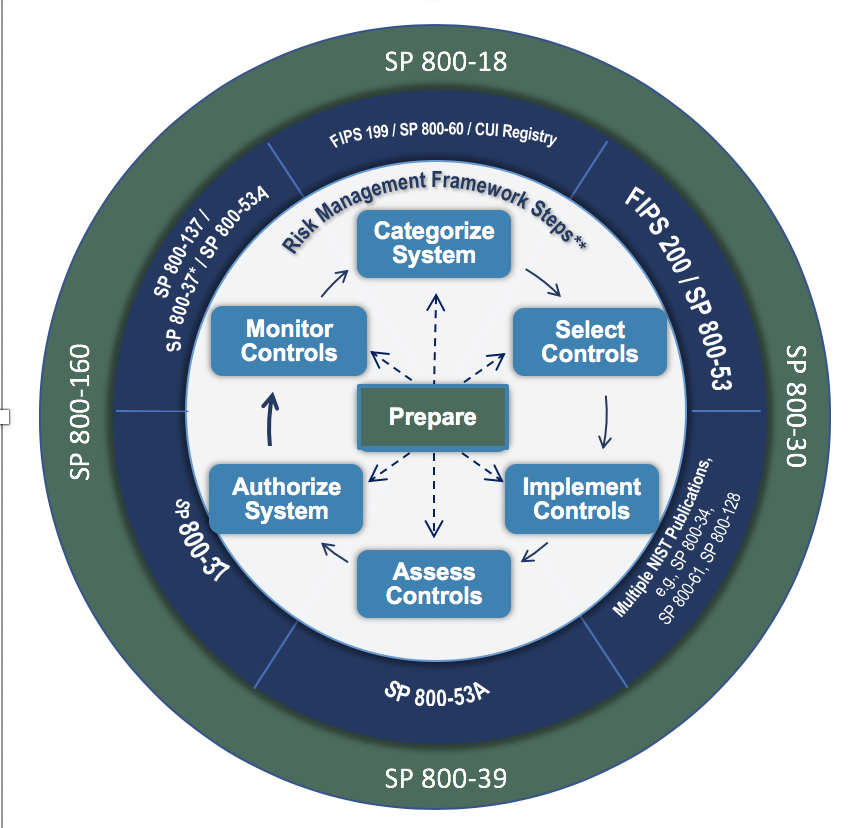 SP 800-18
FIPS 199 / SP 800-60 / CUI Registry
SP 800-137 /
SP 800-37* / SP 800-53A
FIPS 200 / SP 800-53
Risk Management Framework Steps**
Categorize
System
Monitor
Controls
Select
Controls
SP 800-160
Prepare
SP 800-30
Authorize
System
Implement
Controls
Multiple NIST Publications,
e.g., SP 800-34,
SP 800-61, SP 800-128
SP 800-37
Assess
Controls
SP 800-53A
SP 800-39